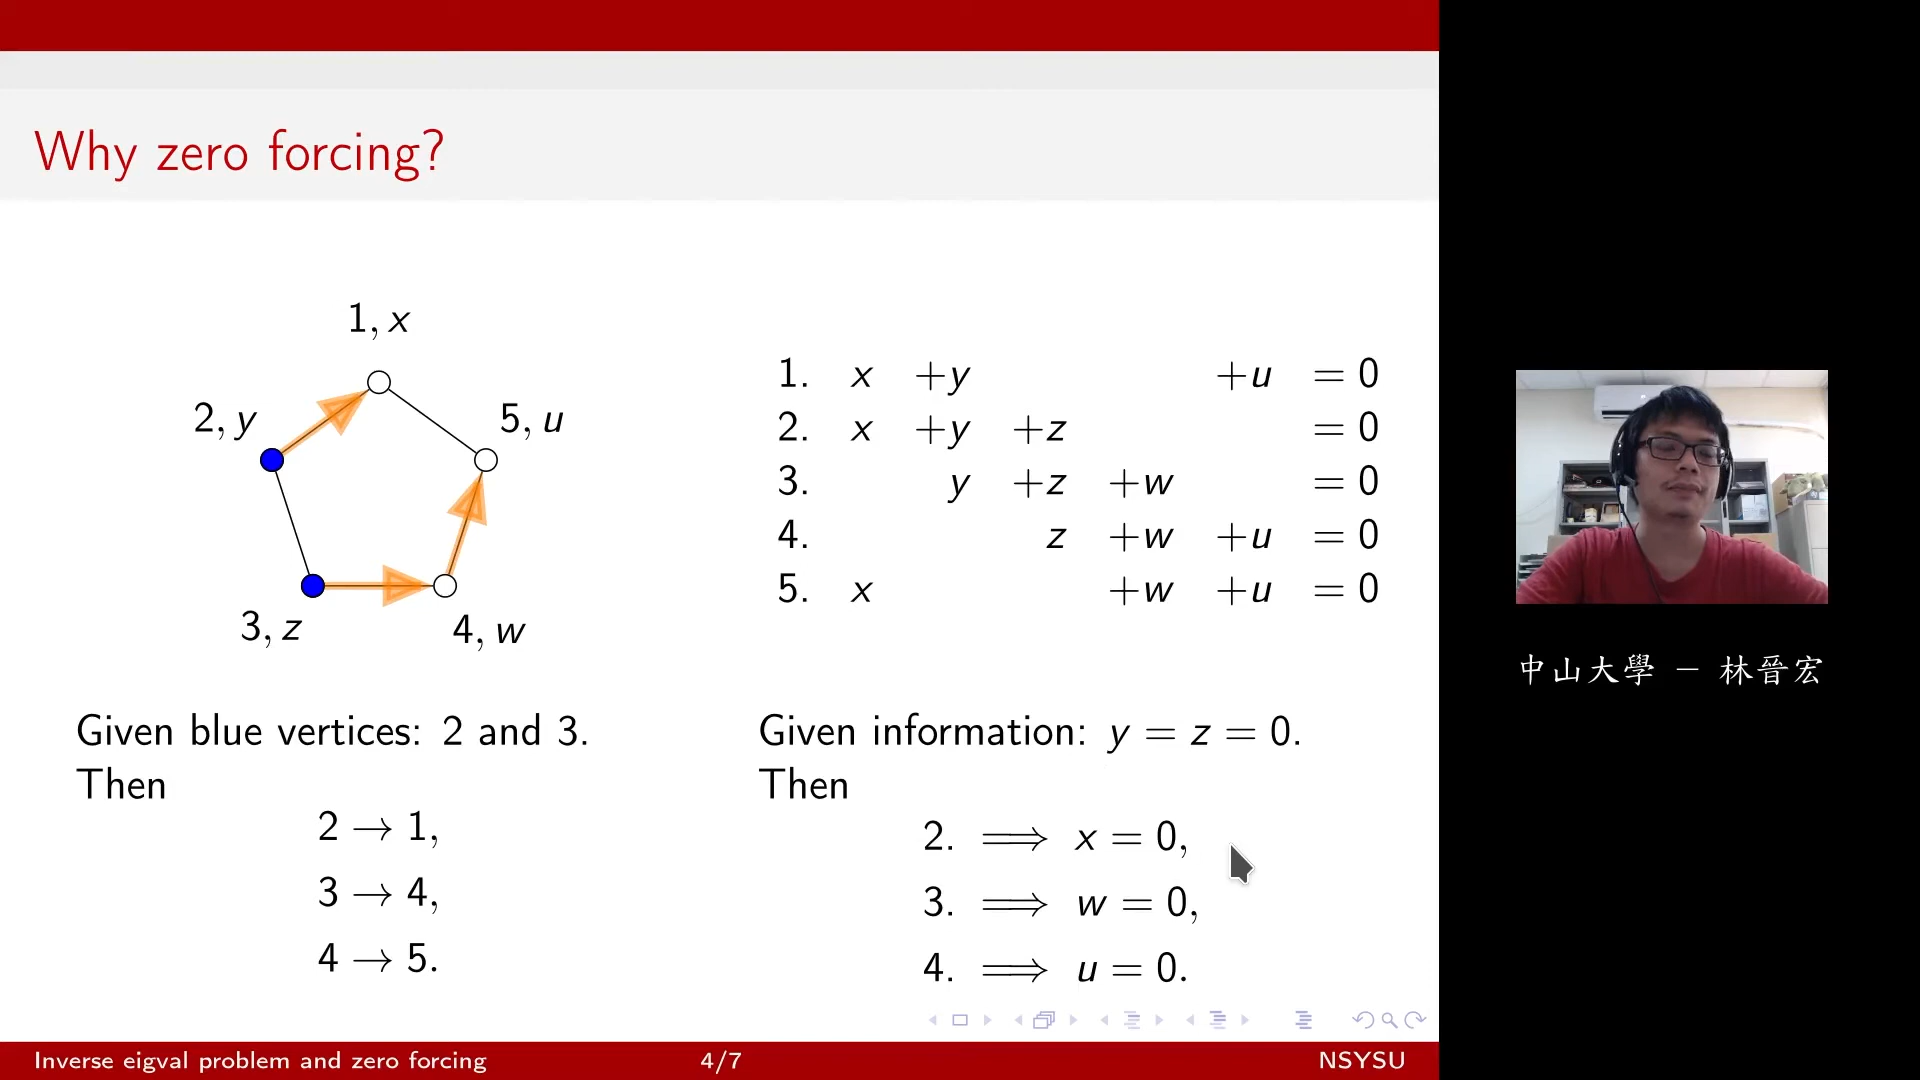 Why zero forcing?
1, x
2, y
5, u
3, z
4, w
1. x +y +u = 0
2. x +y +z = 0
3. y +z +w = 0
4. z +w +u = 0
5. x +w +u = 0
Given blue vertices: 2 and 3.
Then
2 → 1,
3 → 4,
4 → 5.
Given information: y = z = 0.
Then
2. ⟹ x = 0,
3. ⟹ w = 0,
4. ⟹ u = 0.
中山大學 – 林晉宏
Inverse eigval problem and zero forcing 4/7 NSYSU